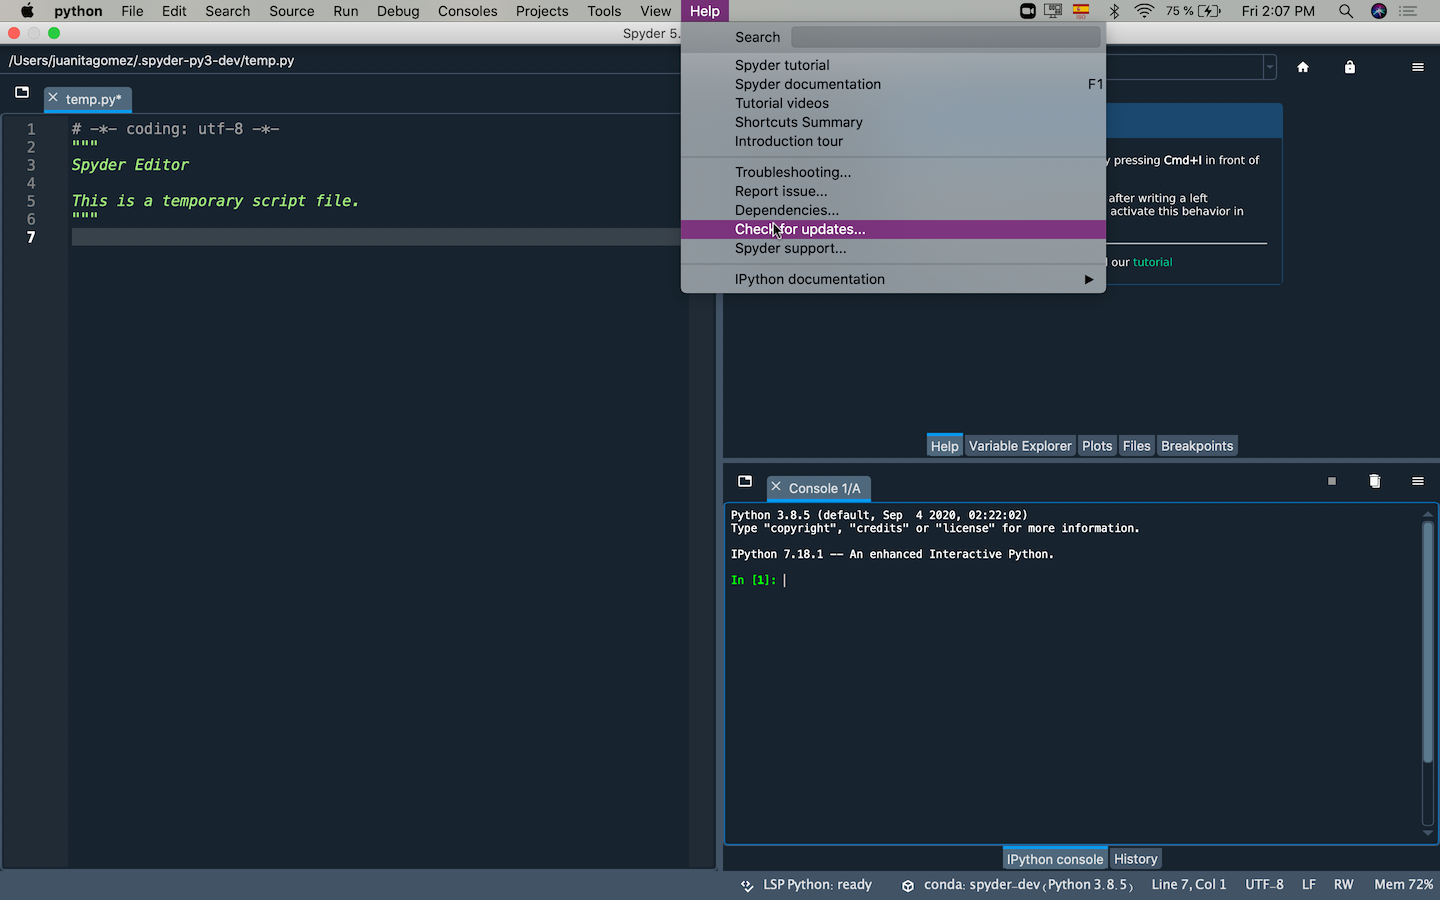 python File Edit Search Source Run Debug Consoles Projects Tools View Help 75 % Fri 2:07 PM
Spyder 5.
/Users/juanitagomez/.spyder-py3-dev/temp.py
temp.py*
1 # -*- coding: utf-8 -*-
2 """
3 Spyder Editor
4
5 This is a temporary script file.
6 """
7
Search
Spyder tutorial
Spyder documentation F1
Tutorial videos
Shortcuts Summary
Introduction tour
Troubleshooting...
Report issue...
Dependencies...
Check for updates...
Spyder support...
IPython documentation
pressing Cmd+I in front of
after writing a left
activate this behavior in
our tutorial
Help Variable Explorer Plots Files Breakpoints
Console 1/A
Python 3.8.5 (default, Sep  4 2020, 02:22:02)
Type "copyright", "credits" or "license" for more information.
IPython 7.18.1 -- An enhanced Interactive Python.
In [1]:
IPython console History
LSP Python: ready conda: spyder-dev (Python 3.8.5) Line 7, Col 1 UTF-8 LF RW Mem 72%